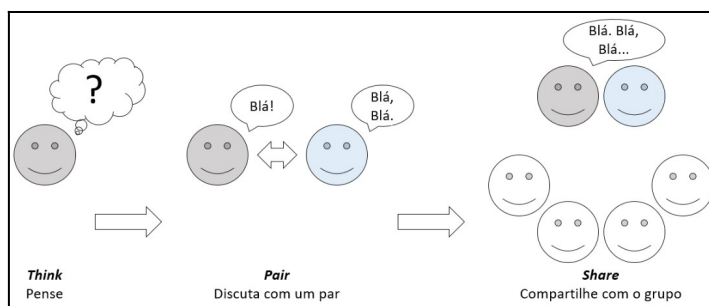 ?
Blá!
Blá,
Blá.
Blá. Blá,
Blá...
Think
Pense
Pair
Discuta com um par
Share
Compartilhe com o grupo